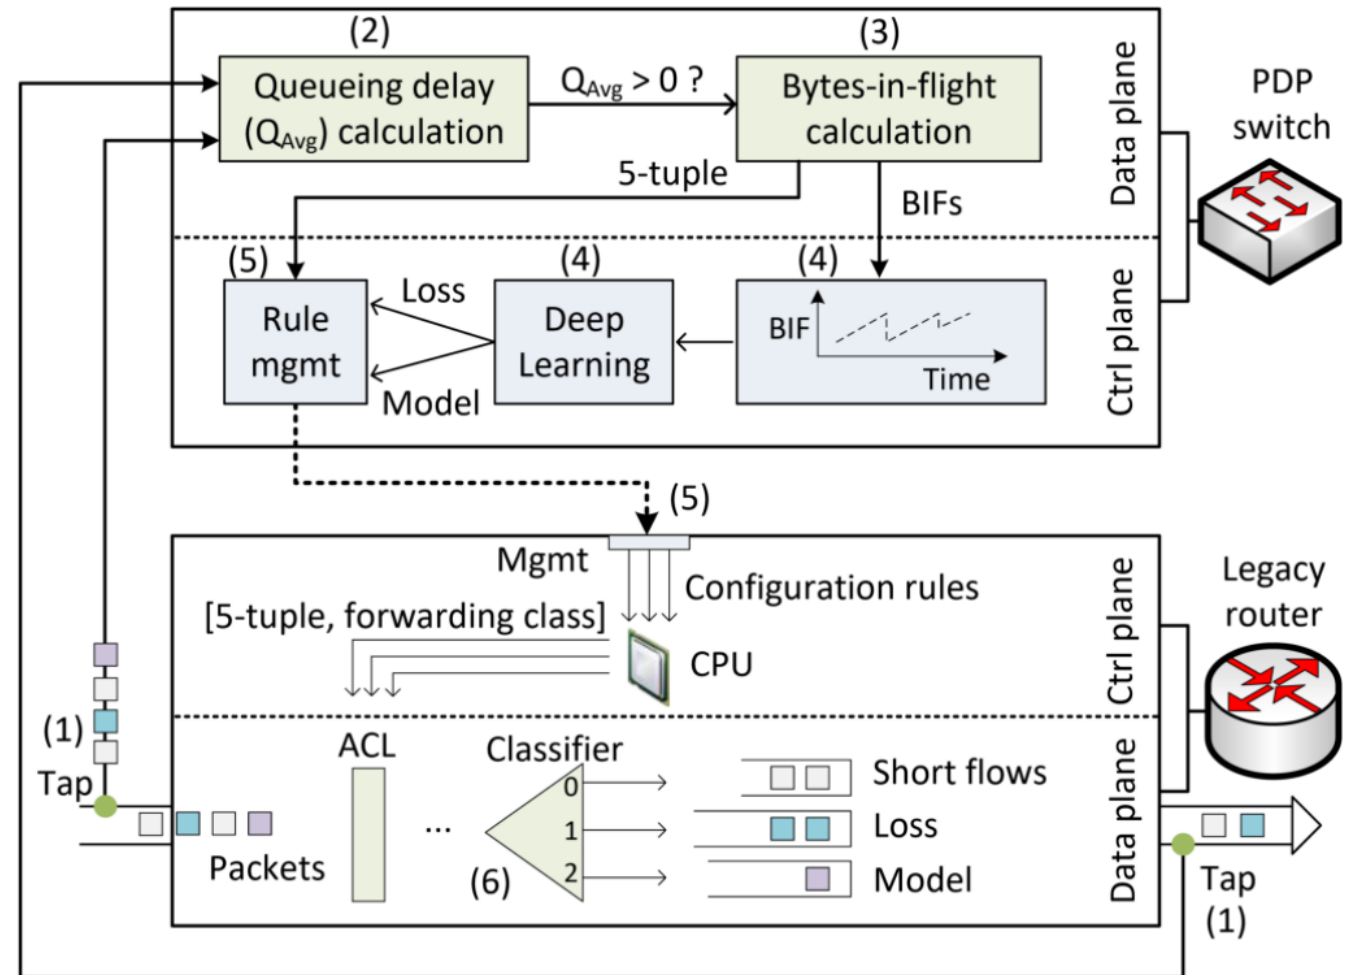 (2)
(3)
Queueing delay
(QAvg) calculation
QAvg > 0 ?
Bytes-in-flight
calculation
Data plane
PDP
switch
5-tuple
BIFs
(5)
(4)
(4)
Rule
mgmt
Loss
Model
Deep
Learning
BIF
Time
Ctrl plane
(5)
Mgmt
Configuration rules
[5-tuple, forwarding class]
CPU
Ctrl plane
Legacy
router
(1)
Tap
Packets
ACL
...
Classifier
0
1
2
(6)
Short flows
Loss
Model
Data plane
Tap
(1)